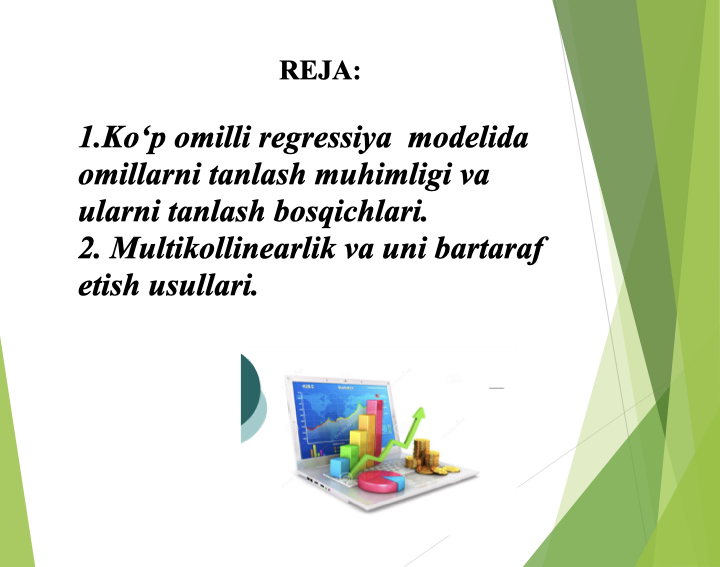 REJA:
1.Ko‘p omilli regressiya modelida
omillarni tanlash muhimligi va
ularni tanlash bosqichlari.
2. Multikollinearlik va uni bartaraf
etish usullari.